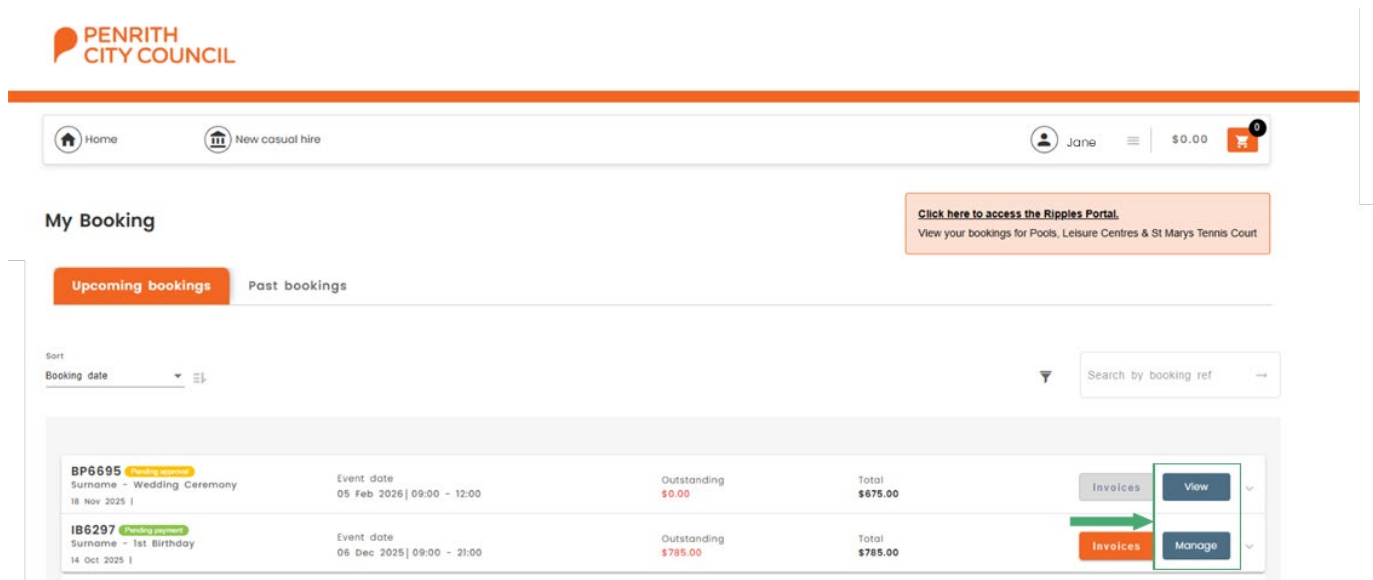 PENRITH
CITY COUNCIL
Home
New casual hire
Jane
$0.00
0
My Booking
Click here to access the Ripples Portal.
View your bookings for Pools, Leisure Centres & St Marys Tennis Court
Upcoming bookings
Past bookings
Sort
Booking date
Search by booking ref
BP6695 Pending approval
Surname - Wedding Ceremony
18 Nov 2025 |
Event date
05 Feb 2026| 09:00 - 12:00
Outstanding
$0.00
Total
$675.00
Invoices
View
IB6297 Pending payment
Surname - 1st Birthday
14 Oct 2025 |
Event date
06 Dec 2025| 09:00 - 21:00
Outstanding
$785.00
Total
$785.00
Invoices
Manage